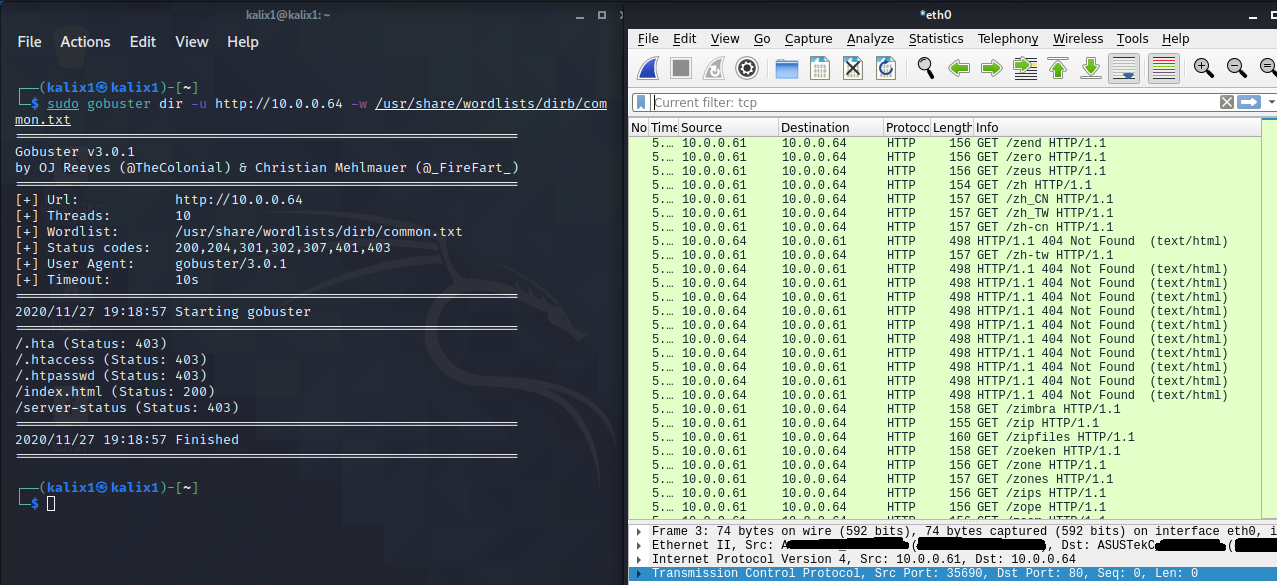 kalix1@kalix1: ~
File Actions Edit View Help
(kalix1㉿kalix1)-[~]
$ sudo gobuster dir -u http://10.0.0.64 -w /usr/share/wordlists/dirb/com
mon.txt
Gobuster v3.0.1
by OJ Reeves (@TheColonial) & Christian Mehlmauer (@_FireFart_)
[+] Url: http://10.0.0.64
[+] Threads: 10
[+] Wordlist: /usr/share/wordlists/dirb/common.txt
[+] Status codes: 200,204,301,302,307,401,403
[+] User Agent: gobuster/3.0.1
[+] Timeout: 10s
2020/11/27 19:18:57 Starting gobuster
/.hta (Status: 403)
/.htaccess (Status: 403)
/.htpasswd (Status: 403)
/index.html (Status: 200)
/server-status (Status: 403)
2020/11/27 19:18:57 Finished
(kalix1㉿kalix1)-[~]
$
*eth0
File Edit View Go Capture Analyze Statistics Telephony Wireless Tools Help
Current filter: tcp
No Time Source Destination Protoco Length Info
5.… 10.0.0.61 10.0.0.64 HTTP 156 GET /zend HTTP/1.1
5.… 10.0.0.61 10.0.0.64 HTTP 156 GET /zero HTTP/1.1
5.… 10.0.0.61 10.0.0.64 HTTP 156 GET /zeus HTTP/1.1
5.… 10.0.0.61 10.0.0.64 HTTP 154 GET /zh HTTP/1.1
5.… 10.0.0.61 10.0.0.64 HTTP 157 GET /zh_CN HTTP/1.1
5.… 10.0.0.61 10.0.0.64 HTTP 157 GET /zh_TW HTTP/1.1
5.… 10.0.0.61 10.0.0.64 HTTP 157 GET /zh-cn HTTP/1.1
5.… 10.0.0.64 10.0.0.61 HTTP 498 HTTP/1.1 404 Not Found (text/html)
5.… 10.0.0.61 10.0.0.64 HTTP 157 GET /zh-tw HTTP/1.1
5.… 10.0.0.64 10.0.0.61 HTTP 498 HTTP/1.1 404 Not Found (text/html)
5.… 10.0.0.64 10.0.0.61 HTTP 498 HTTP/1.1 404 Not Found (text/html)
5.… 10.0.0.64 10.0.0.61 HTTP 498 HTTP/1.1 404 Not Found (text/html)
5.… 10.0.0.64 10.0.0.61 HTTP 498 HTTP/1.1 404 Not Found (text/html)
5.… 10.0.0.64 10.0.0.61 HTTP 498 HTTP/1.1 404 Not Found (text/html)
5.… 10.0.0.64 10.0.0.61 HTTP 498 HTTP/1.1 404 Not Found (text/html)
5.… 10.0.0.64 10.0.0.61 HTTP 498 HTTP/1.1 404 Not Found (text/html)
5.… 10.0.0.64 10.0.0.61 HTTP 498 HTTP/1.1 404 Not Found (text/html)
5.… 10.0.0.64 10.0.0.61 HTTP 498 HTTP/1.1 404 Not Found (text/html)
5.… 10.0.0.64 10.0.0.61 HTTP 498 HTTP/1.1 404 Not Found (text/html)
5.… 10.0.0.61 10.0.0.64 HTTP 158 GET /zimbra HTTP/1.1
5.… 10.0.0.61 10.0.0.64 HTTP 155 GET /zip HTTP/1.1
5.… 10.0.0.61 10.0.0.64 HTTP 160 GET /zipfiles HTTP/1.1
5.… 10.0.0.61 10.0.0.64 HTTP 158 GET /zoeken HTTP/1.1
5.… 10.0.0.61 10.0.0.64 HTTP 156 GET /zone HTTP/1.1
5.… 10.0.0.61 10.0.0.64 HTTP 157 GET /zones HTTP/1.1
5.… 10.0.0.61 10.0.0.64 HTTP 156 GET /zips HTTP/1.1
5.… 10.0.0.61 10.0.0.64 HTTP 156 GET /zope HTTP/1.1
Frame 3: 74 bytes on wire (592 bits), 74 bytes captured (592 bits) on interface eth0, i
Ethernet II, Src: A ( ), Dst: ASUSTekC (
Internet Protocol Version 4, Src: 10.0.0.61, Dst: 10.0.0.64
Transmission Control Protocol, Src Port: 35690, Dst Port: 80, Seq: 0, Len: 0